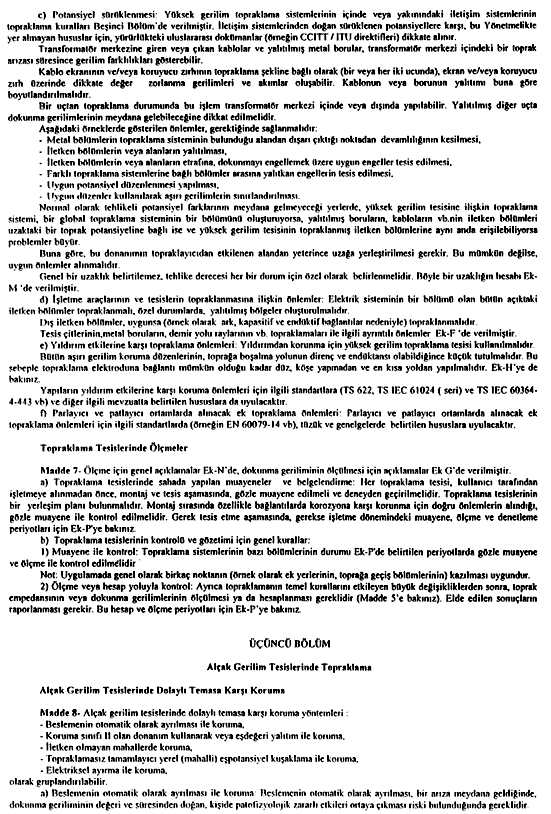 c) Potansiyel sürüklenmesi: Yüksek gerilim topraklama sistemlerinin içinde veya yakınındaki iletişim sistemlerinin
topraklama kuralları Beşinci Bölüm'de verilmiştir. İletişim sistemlerinden doğan sürüklenen potansiyellere karşı, bu Yönetmelikte
yer almayan hususlar için, yürürlükteki uluslararası dokümanlar (örneğin CCITT / ITU direktifleri) dikkate alınır.
Transformatör merkezine giren veya çıkan kablolar ve yalıtılmış metal borular, transformatör merkezi içindeki bir toprak
arızası süresince gerilim farklılıkları gösterebilir.
Kablo ekranının ve/veya koruyucu zırhının topraklama şekline bağlı olarak (bir veya her iki ucunda), ekran ve/veya koruyucu
zırh üzerinde dikkate değer zorlanma gerilmeleri ve akımlar oluşabilir. Kablonun veya borunun yalıtımı buna göre
boyutlandırılmalıdır.
Bir uçtan topraklama durumunda bu işlem transformatör merkezi içinde veya dışında yapılabilir. Yalıtılmış diğer uçta
dokunma gerilimlerinin meydana gelebileceğine dikkat edilmelidir.
Aşağıdaki örneklerde gösterilen önlemler, gerektiğinde sağlanmalıdır:
- Metal bölümlerin topraklama sisteminin bulunduğu alandan dışarı çıktığı noktadan devamlılığının kesilmesi,
- İletken bölümlerin veya alanların yalıtılması,
- İletken bölümlerin veya alanların etrafına, dokunmayı engellemek üzere uygun engeller tesis edilmesi,
- Farklı topraklama sistemlerine bağlı bölümler arasına yalıtkan engellerin tesis edilmesi,
- Uygun potansiyel düzenlenmesi yapılması,
- Uygun düzenler kullanılarak aşırı gerilimlerin sınırlandırılması.
Normal olarak tehlikeli potansiyel farklarının meydana gelmeyeceği yerlerde, yüksek gerilim tesisine ilişkin topraklama
sistemi, bir global topraklama sisteminin bir bölümünü oluşturuyorsa, yalıtılmış boruların, kabloların vb.nin iletken bölümleri
uzaktaki bir toprak potansiyeline bağlı ise ve yüksek gerilim tesisinin topraklanmış iletken bölümlerine aynı anda erişilebiliyorsa
problemler büyür.
Buna göre, bu donanımın topraklayıcıdan etkilenen alandan yeterince uzağa yerleştirilmesi gerekir. Bu mümkün değilse,
uygun önlemler alınmalıdır.
Genel bir uzaklık belirtilemez, tehlike derecesi her bir durum için özel olarak belirlenmelidir. Böyle bir uzaklığın hesabı Ek-
M 'de verilmiştir.
d) İşletme araçlarının ve tesislerin topraklanmasına ilişkin önlemler: Elektrik sisteminin bir bölümü olan bütün açıktaki
iletken bölümler topraklanmalı, özel durumlarda, yalıtılmış bölgeler oluşturulmalıdır.
Dış iletken bölümler, uygunsa (örnek olarak ark, kapasitif ve endüktif bağlantılar nedeniyle) topraklanmalıdır.
Tesis çitlerinin,metal boruların, demir yolu raylarının vb. topraklamaları ile ilgili ayrıntılı önlemler Ek-F 'de verilmiştir.
e) Yıldırım etkilerine karşı topraklama önlemleri: Yıldırımdan korunma için yüksek gerilim topraklama tesisi kullanılmalıdır.
Bütün aşırı gerilim koruma düzenlerinin, toprağa boşalma yolunun direnç ve endüktansı olabildiğince küçük tutulmalıdır. Bu
sebeple topraklama elektroduna bağlantı mümkün olduğu kadar düz, köşe yapmadan ve en kısa yoldan yapılmalıdır. Ek-H'ye de
bakınız.
Yapıların yıldırım etkilerine karşı koruma önlemleri için ilgili standartlara (TS 622, TS IEC 61024 ( seri) ve TS IEC 60364-
4-443 vb) ve diğer ilgili mevzuatta belirtilen hususlara da uyulacaktır.
f) Parlayıcı ve patlayıcı ortamlarda alınacak ek topraklama önlemleri: Parlayıcı ve patlayıcı ortamlarda alınacak ek
topraklama önlemleri için ilgili standartlarda (örneğin EN 60079-14 vb), tüzük ve genelgelerde belirtilen hususlara uyulacaktır.
Topraklama Tesislerinde Ölçmeler
Madde 7- Ölçme için genel açıklamalar Ek-N'de, dokunma geriliminin ölçülmesi için açıklamalar Ek G'de verilmiştir.
a) Topraklama tesislerinde sahada yapılan muayeneler ve belgelendirme: Her topraklama tesisi, kullanıcı tarafından
işletmeye alınmadan önce, montaj ve tesis aşamasında, gözle muayene edilmeli ve deneyden geçirilmelidir. Topraklama tesislerinin
bir yerleşim planı bulunmalıdır. Montaj sırasında özellikle bağlantılarda korozyona karşı korunma için doğru önlemlerin alındığı,
gözle muayene ile kontrol edilmelidir. Gerek tesis etme aşamasında, gerekse işletme dönemindeki muayene, ölçme ve denetleme
periyotları için Ek-P'ye bakınız.
b) Topraklama tesislerinin kontrolü ve gözetimi için genel kurallar:
1) Muayene ile kontrol: Topraklama sistemlerinin bazı bölümlerinin durumu Ek-P'de belirtilen periyotlarda gözle muayene
ve ölçme ile kontrol edilmelidir
Not: Uygulamada genel olarak birkaç noktanın (örnek olarak ek yerlerinin, toprağa geçiş bölümlerinin) kazılması uygundur.
2) Ölçme veya hesap yoluyla kontrol: Ayrıca topraklamanın temel kurallarını etkileyen büyük değişikliklerden sonra, toprak
empedansının veya dokunma gerilimlerinin ölçülmesi ya da hesaplanması gereklidir (Madde 5'e bakınız). Elde edilen sonuçların
raporlanması gerekir. Bu hesap ve ölçme periyotları için Ek-P'ye bakınız.
ÜÇÜNCÜ BÖLÜM
Alçak Gerilim Tesislerinde Topraklama
Alçak Gerilim Tesislerinde Dolaylı Temasa Karşı Koruma
Madde 8- Alçak gerilim tesislerinde dolaylı temasa karşı koruma yöntemleri :
- Beslemenin otomatik olarak ayrılması ile koruma,
- Koruma sınıfı II olan donanım kullanarak veya eşdeğeri yalıtım ile koruma,
- İletken olmayan mahallerde koruma,
- Topraklamasız tamamlayıcı yerel (mahalli) eşpotansiyel kuşaklama ile koruma,
- Elektriksel ayırma ile koruma,
olarak gruplandırılabilir.
a) Beslemenin otomatik olarak ayrılması ile koruma: Beslemenin otomatik olarak ayrılması, bir arıza meydana geldiğinde,
dokunma geriliminin değeri ve süresinden doğan, kişide patofizyolojik zararlı etkileri ortaya çıkması riski bulunduğunda gereklidir.